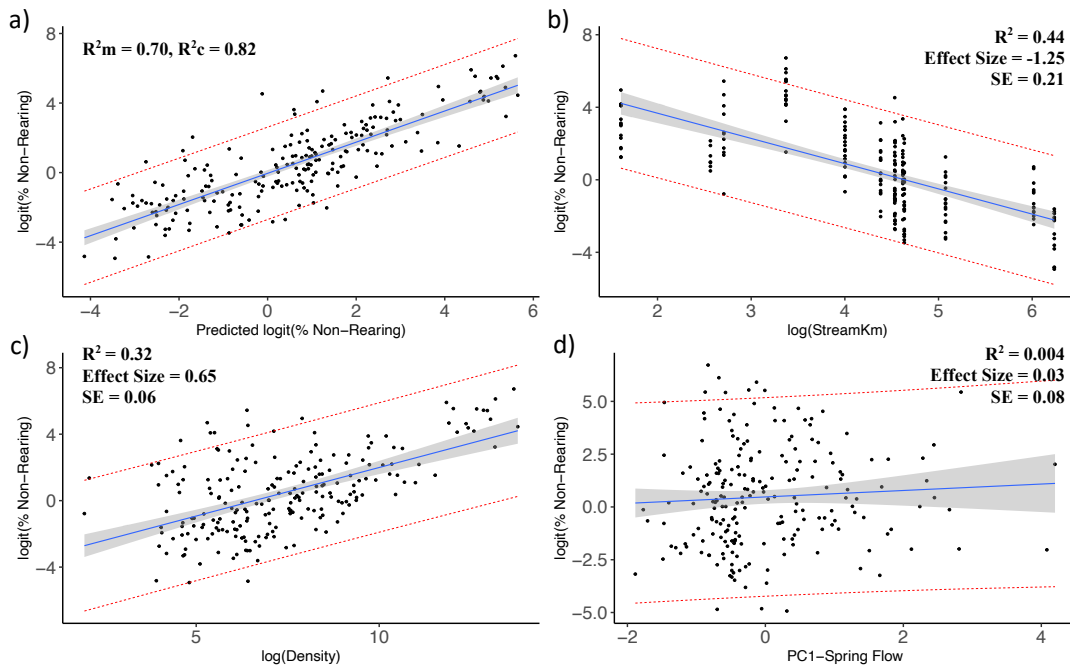 a)
R²m = 0.70, R²c = 0.82
logit(% Non-Rearing)
8
4
0
−4
−4
−2
0
2
4
6
Predicted logit(% Non-Rearing)
b)
R² = 0.44
Effect Size = -1.25
SE = 0.21
logit(% Non-Rearing)
8
4
0
−4
2
3
4
5
6
log(StreamKm)
c)
R² = 0.32
Effect Size = 0.65
SE = 0.06
logit(% Non-Rearing)
8
4
0
−4
5
10
log(Density)
d)
R² = 0.004
Effect Size = 0.03
SE = 0.08
logit(% Non-Rearing)
5.0
2.5
0.0
−2.5
−5.0
−2
0
2
4
PC1−Spring Flow